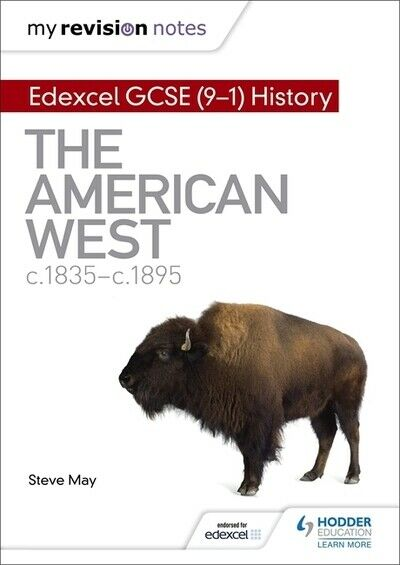 my revision notes
Edexcel GCSE (9–1) History
THE
AMERICAN
WEST
c.1835–c.1895
Steve May
endorsed for
edexcel
HODDER
EDUCATION
LEARN MORE